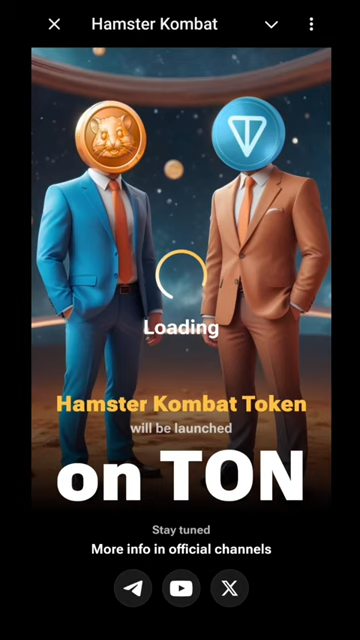 Hamster Kombat
Loading
Hamster Kombat Token
will be launched
on TON
Stay tuned
More info in official channels